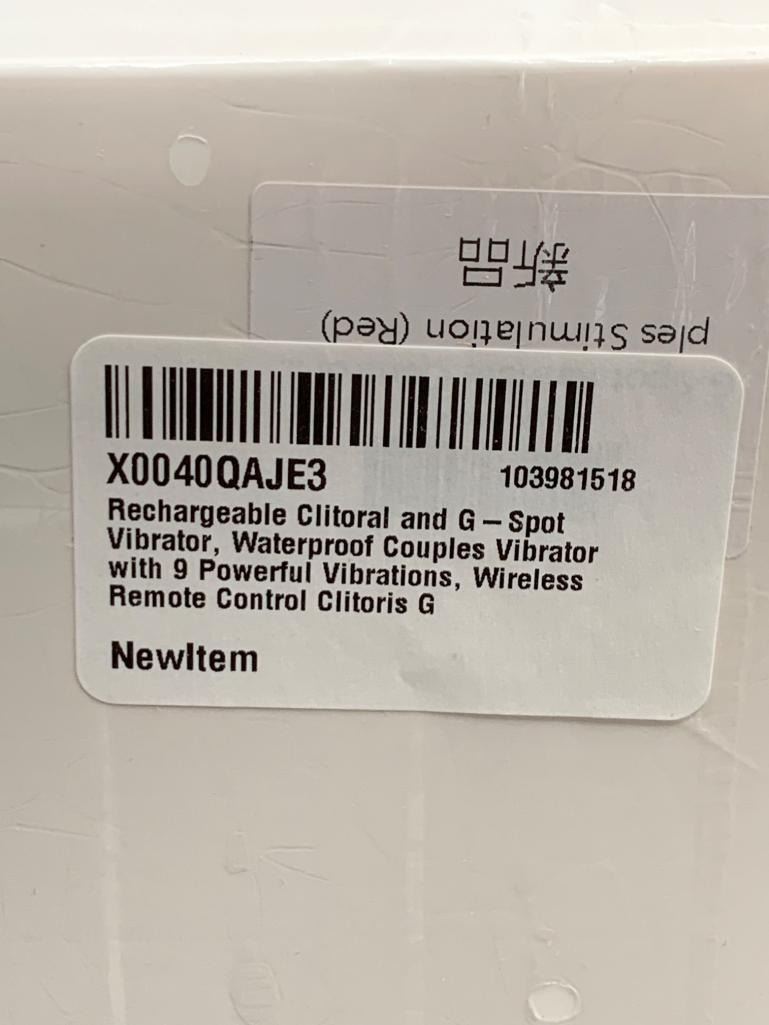 新品
ples Stimulation (Red)
X0040QAJE3 103981518
Rechargeable Clitoral and G – Spot
Vibrator, Waterproof Couples Vibrator
with 9 Powerful Vibrations, Wireless
Remote Control Clitoris G
NewItem